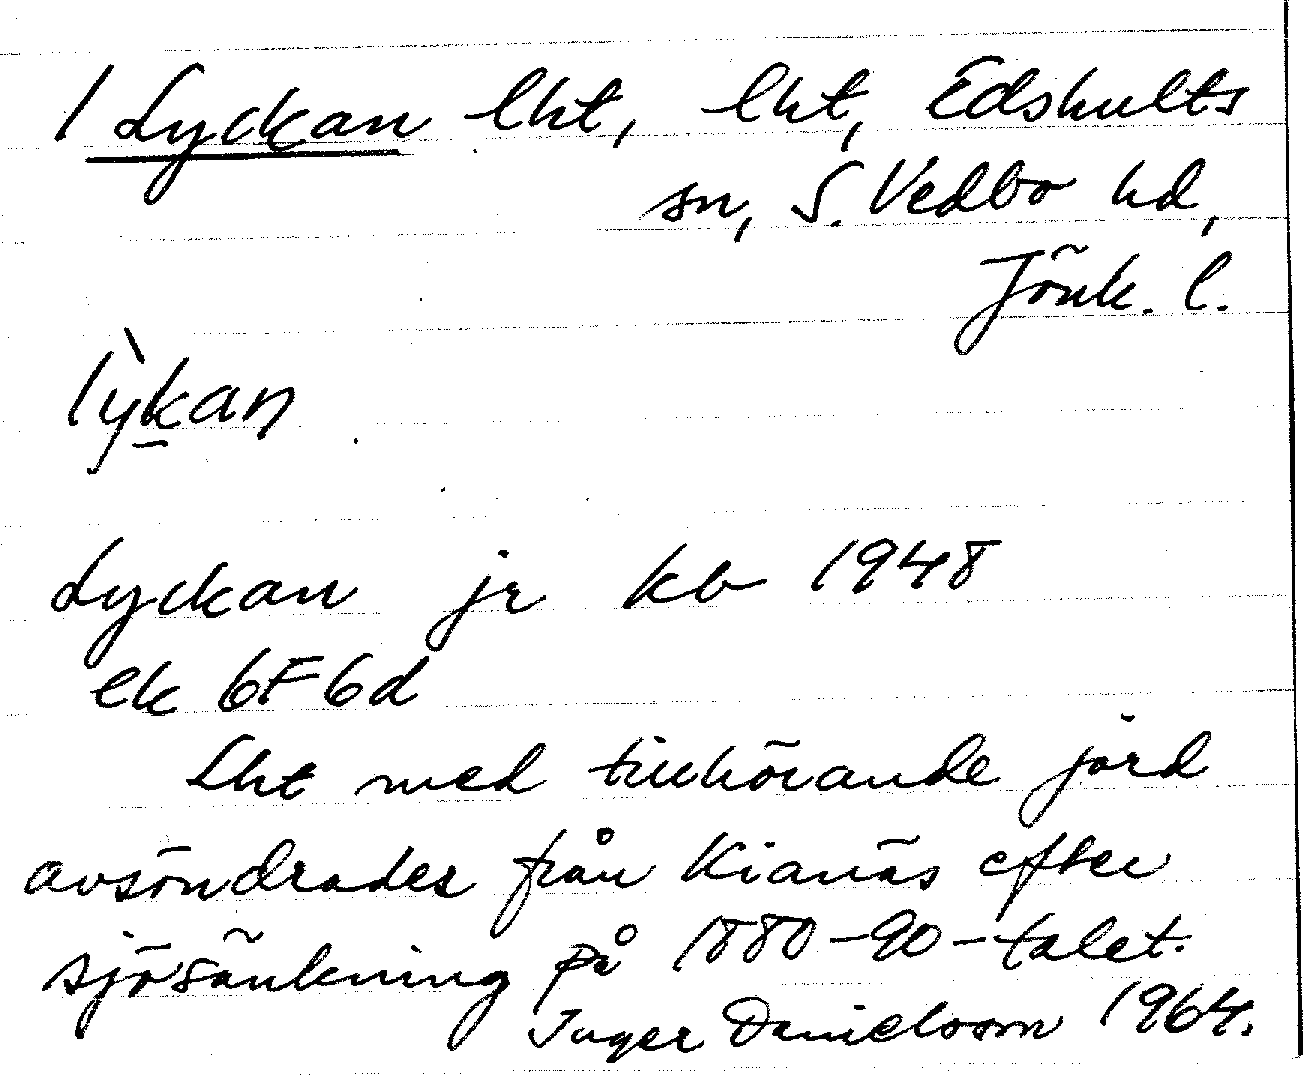 1 Lyckan lht, lht, Edshults
sn, S. Vedbo hd,
Jönk. l.
lỳkan
Lyckan jr kb 1948
ek 6F6d
Lht med tillhörande jord
avsöndrades från Kianäs efter
sjösänkning på 1880-90-talet.
Inger Danielsson 1964.